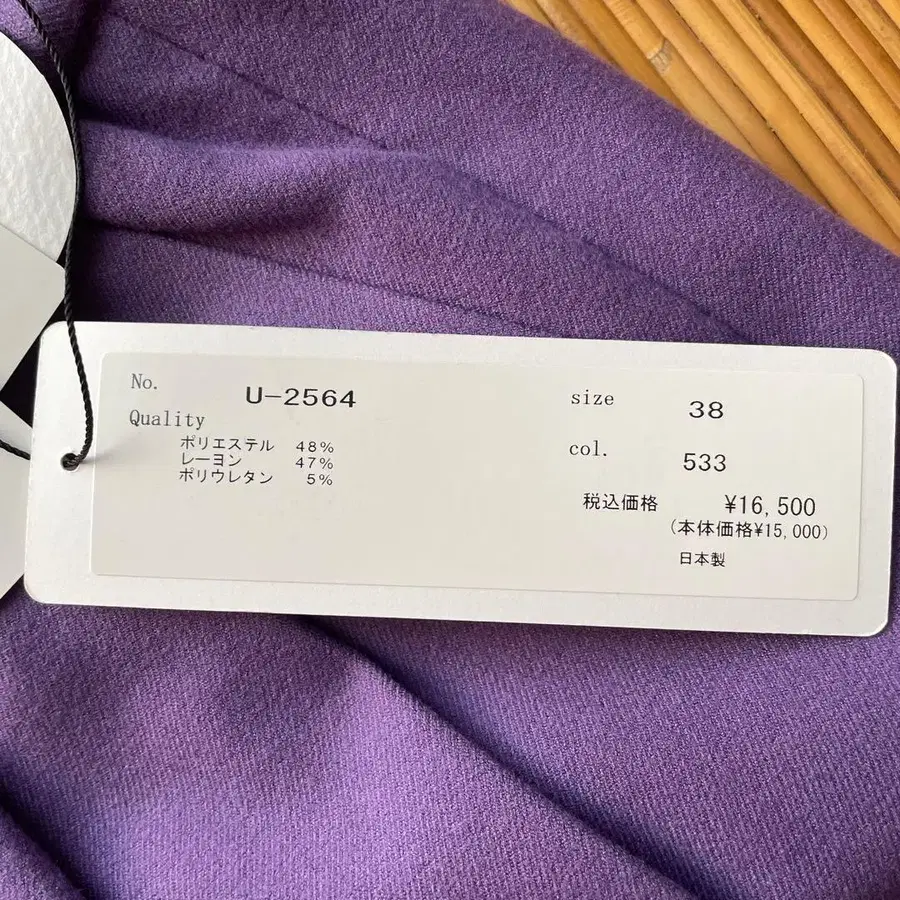 No. U-2564
Quality
ポリエステル 48%
レーヨン 47%
ポリウレタン 5%
size 38
col. 533
税込価格 ¥16,500
(本体価格¥15,000)
日本製